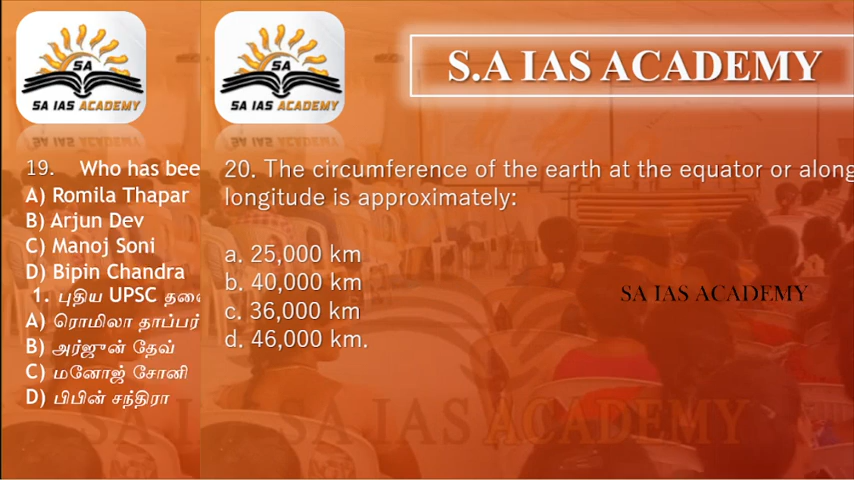 SA
SA IAS ACADEMY
SA
SA IAS ACADEMY
S.A IAS ACADEMY
19. Who has bee
A) Romila Thapar
B) Arjun Dev
C) Manoj Soni
D) Bipin Chandra
1. புதிய UPSC
A) ரொமிலா தாப்பர்
B) அர்ஜுன் தேவ்
C) மனோஜ் சோனி
D) பிபின் சந்திரா
20. The circumference of the earth at the equator or along
longitude is approximately:
a. 25,000 km
b. 40,000 km
c. 36,000 km
d. 46,000 km.
SA IAS ACADEMY
SA IAS ACADEMY